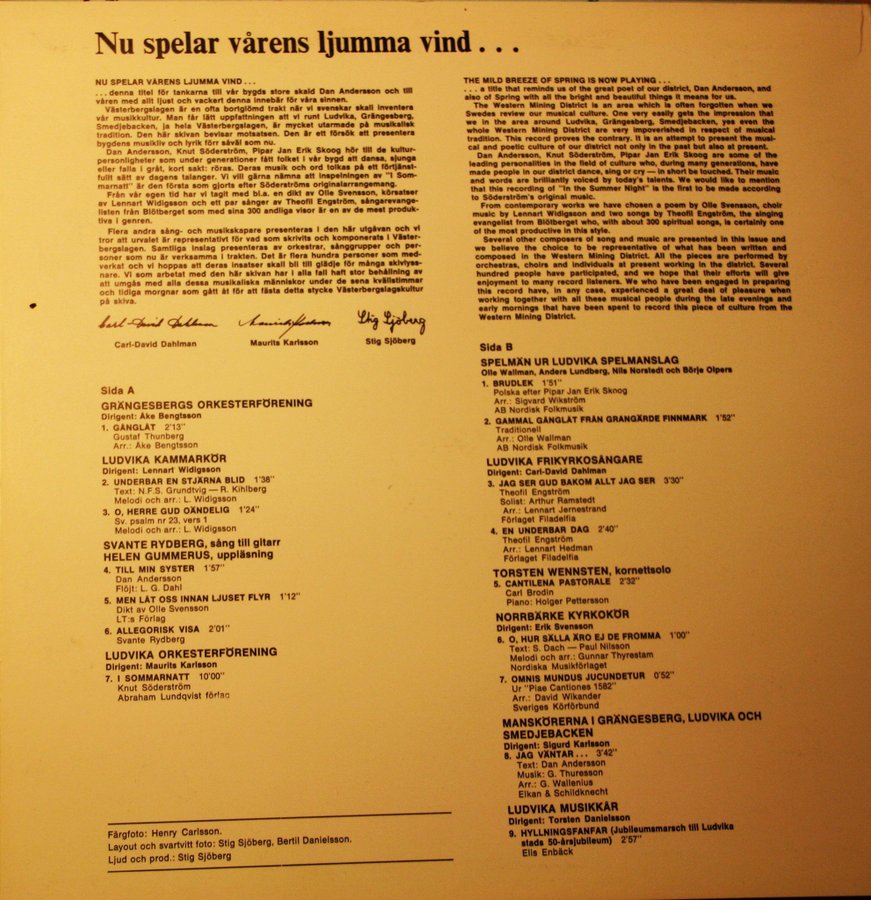 Nu spelar vårens ljumma vind . . .
NU SPELAR VÅRENS LJUMMA VIND . . .
. . . denna titel för tankarna till vår bygds store skald Dan Andersson och till
våren med allt ljust och vackert denna innebär för våra sinnen.
Västerbergslagen är en ofta bortglömd trakt när vi svenskar skall inventera
vår musikkultur. Man får lätt uppfattningen att vi runt Ludvika, Grängesberg,
Smedjebacken, ja hela Västerbergslagen, är mycket utarmade på musikalisk
tradition. Den här skivan bevisar motsatsen. Den är ett försök att presentera
bygdens musikliv och lyrik förr såväl som nu.
Dan Andersson, Knut Söderström, Pipar Jan Erik Skoog hör till de kultur-
personligheter som under generationer fått folket i vår bygd att dansa, sjunga
eller falla i gråt, kort sakt: röras. Deras musik och ord tolkas på ett förtjänst-
fullt sätt av dagens talanger. Vi vill gärna nämna att inspelningen av "I Som-
marnatt" är den första som gjorts efter Söderströms originalarrangemang.
Från vår egen tid har vi tagit med bl.a. en dikt av Olle Svensson, körsatser
av Lennart Widigsson och ett par sånger av Theofil Engström, sångarevange-
listen från Blötberget som med sina 300 andliga visor är en av de mest produk-
tiva i genren.
Flera andra sång- och musikskapare presenteras i den här utgåvan och vi
tror att urvalet är representativt för vad som skrivits och komponerats i Väster-
bergslagen. Samtliga inslag presenteras av orkestrar, sånggrupper och per-
soner som nu är verksamma i trakten. Det är flera hundra personer som med-
verkat och vi hoppas att deras insatser skall bli till glädje för många skivlyss-
nare. Vi som arbetat med den här skivan har i alla fall haft stor behållning av
att umgås med alla dessa musikaliska människor under de sena kvällstimmar
och tidiga morgnar som gått åt för att fästa detta stycke Västerbergslagskultur
på skiva.
Carl-David Dahlman
Stig Sjöberg
Carl-David Dahlman
Maurits Karlsson
Stig Sjöberg
Sida A
GRÄNGESBERGS ORKESTERFÖRENING
Dirigent: Åke Bengtsson
1. GÅNGLÅT 2'13"
Gustaf Thunberg
Arr.: Åke Bengtsson
LUDVIKA KAMMARKÖR
Dirigent: Lennart Widigsson
2. UNDERBAR EN STJÄRNA BLID 1'38"
Text: N.F.S. Grundtvig — R. Kihlberg
Melodi och arr.: L. Widigsson
3. O, HERRE GUD OÄNDELIG 1'24"
Sv. psalm nr 23, vers 1
Melodi och arr.: L. Widigsson
SVANTE RYDBERG, sång till gitarr
HELEN GUMMERUS, uppläsning
4. TILL MIN SYSTER 1'57"
Dan Andersson
Flöjt: L. G. Dahl
5. MEN LÅT OSS INNAN LJUSET FLYR 1'12"
Dikt av Olle Svensson
LT:s Förlag
6. ALLEGORISK VISA 2'01"
Svante Rydberg
LUDVIKA ORKESTERFÖRENING
Dirigent: Maurits Karlsson
7. I SOMMARNATT 10'00"
Knut Söderström
Abraham Lundqvist förlag
Färgfoto: Henry Carlsson.
Layout och svartvitt foto: Stig Sjöberg, Bertil Danielsson.
Ljud och prod.: Stig Sjöberg
THE MILD BREEZE OF SPRING IS NOW PLAYING . . .
. . . a title that reminds us of the great poet of our district, Dan Andersson, and
also of Spring with all the bright and beautiful things it means for us.
The Western Mining District is an area which is often forgotten when we
Swedes review our musical culture. One very easily gets the impression that
we in the area around Ludvika, Grängesberg, Smedjebacken, yes even the
whole Western Mining District are very impoverished in respect of musical
tradition. This record proves the contrary. It is an attempt to present the musi-
cal and poetic culture of our district not only in the past but also at present.
Dan Andersson, Knut Söderström, Pipar Jan Erik Skoog are some of the
leading personalities in the field of culture who, during many generations, have
made people in our district dance, sing or cry — in short be touched. Their music
and words are brilliantly voiced by today's talents. We would like to mention
that this recording of "In the Summer Night" is the first to be made according
to Söderström's original music.
From contemporary works we have chosen a poem by Olle Svensson, choir
music by Lennart Widigsson and two songs by Theofil Engström, the singing
evangelist from Blötberget who, with about 300 spiritual songs, is certainly one
of the most productive in this style.
Several other composers of song and music are presented in this issue and
we believe the choice to be representative of what has been written and
composed in the Western Mining District. All the pieces are performed by
orchestras, choirs and individuals at present working in the district. Several
hundred people have participated, and we hope that their efforts will give
enjoyment to many record listeners. We who have been engaged in preparing
this record have, in any case, experienced a great deal of pleasure when
working together with all these musical people during the late evenings and
early mornings that have been spent to record this piece of culture from the
Western Mining District.
Sida B
SPELMÄN UR LUDVIKA SPELMANSLAG
Olle Wallman, Anders Lundberg, Nils Norstedt och Börje Olpers
1. BRUDLEK 1'51"
Polska efter Pipar Jan Erik Skoog
Arr.: Sigvard Wikström
AB Nordisk Folkmusik
2. GAMMAL GÅNGLÅT FRÅN GRANGÄRDE FINNMARK 1'52"
Traditionell
Arr.: Olle Wallman
AB Nordisk Folkmusik
LUDVIKA FRIKYRKOSÅNGARE
Dirigent: Carl-David Dahlman
3. JAG SER GUD BAKOM ALLT JAG SER 3'30"
Theofil Engström
Solist: Arthur Ramstedt
Arr.: Lennart Jernestrand
Förlaget Filadelfia
4. EN UNDERBAR DAG 2'40"
Theofil Engström
Arr.: Lennart Hedman
Förlaget Filadelfia
TORSTEN WENNSTEN, kornettsolo
5. CANTILENA PASTORALE 2'32"
Carl Brodin
Piano: Holger Pettersson
NORRBÄRKE KYRKOKÖR
Dirigent: Erik Svensson
6. O, HUR SÄLLA ÄRO EJ DE FROMMA 1'00"
Text: S. Dach — Paul Nilsson
Melodi och arr.: Gunnar Thyrestam
Nordiska Musikförlaget
7. OMNIS MUNDUS JUCUNDETUR 0'52"
Ur "Piae Cantiones 1582"
Arr.: David Wikander
Sveriges Körförbund
MANSKÖRERNA I GRÄNGESBERG, LUDVIKA OCH
SMEDJEBACKEN
Dirigent: Sigurd Karlsson
8. JAG VÄNTAR . . . 3'42"
Text: Dan Andersson
Musik: G. Thuresson
Arr.: G. Wallenius
Elkan & Schildknecht
LUDVIKA MUSIKKÅR
Dirigent: Torsten Danielsson
9. HYLLNINGSFANFAR (Jubileumsmarsch till Ludvika
stads 50-årsjubileum) 2'57"
Elis Enbäck